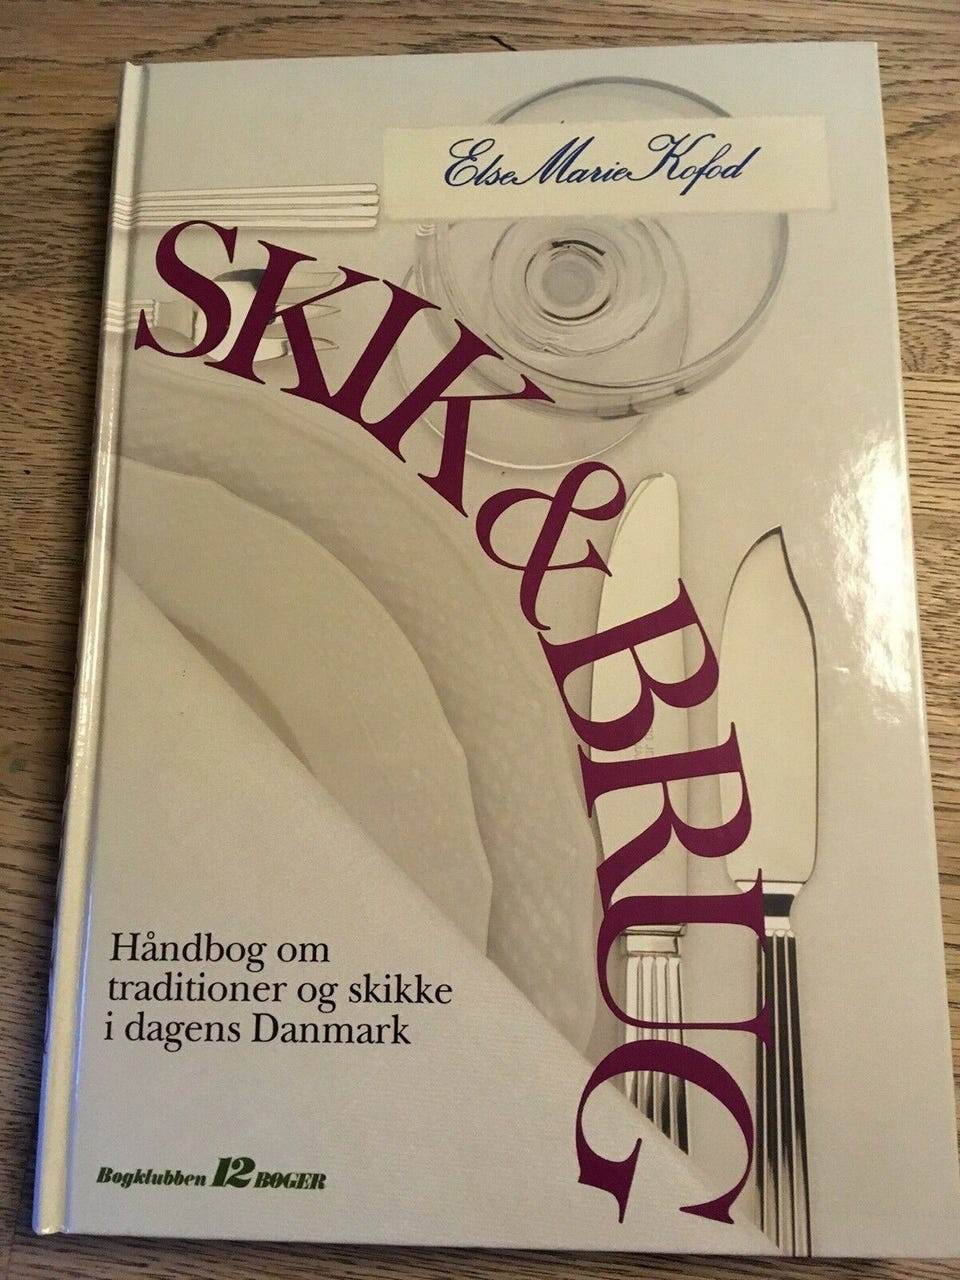 Else Marie Kofod
SKIK & BRUG
Håndbog om
traditioner og skikke
i dagens Danmark
Bogklubben 12 BØGER